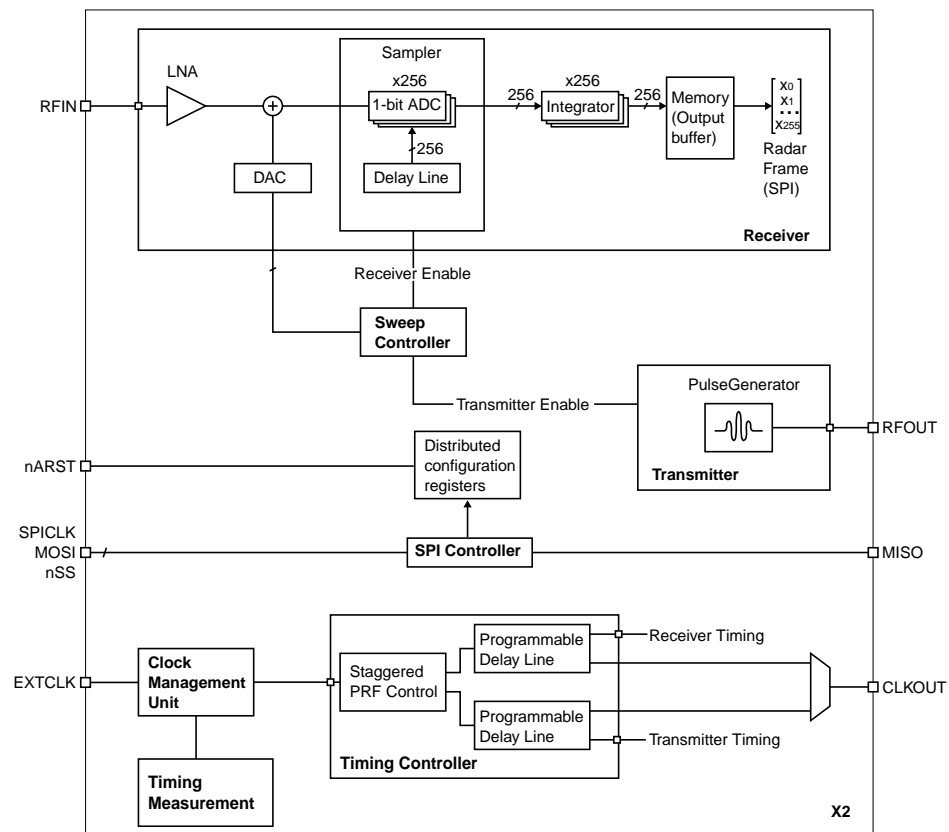 Sampler
LNA
x256
x256
RFIN
1-bit ADC
256
Integrator
256
Memory
(Output
buffer)
x0
x1
...
x255
256
Radar
Frame
(SPI)
DAC
Delay Line
Receiver
Receiver Enable
Sweep
Controller
PulseGenerator
Transmitter Enable
RFOUT
Transmitter
nARST
Distributed
configuration
registers
SPICLK
MOSI
nSS
SPI Controller
MISO
Programmable
Delay Line
Receiver Timing
Clock
Management
Unit
EXTCLK
Staggered
PRF Control
CLKOUT
Programmable
Delay Line
Transmitter Timing
Timing Controller
Timing
Measurement
X2